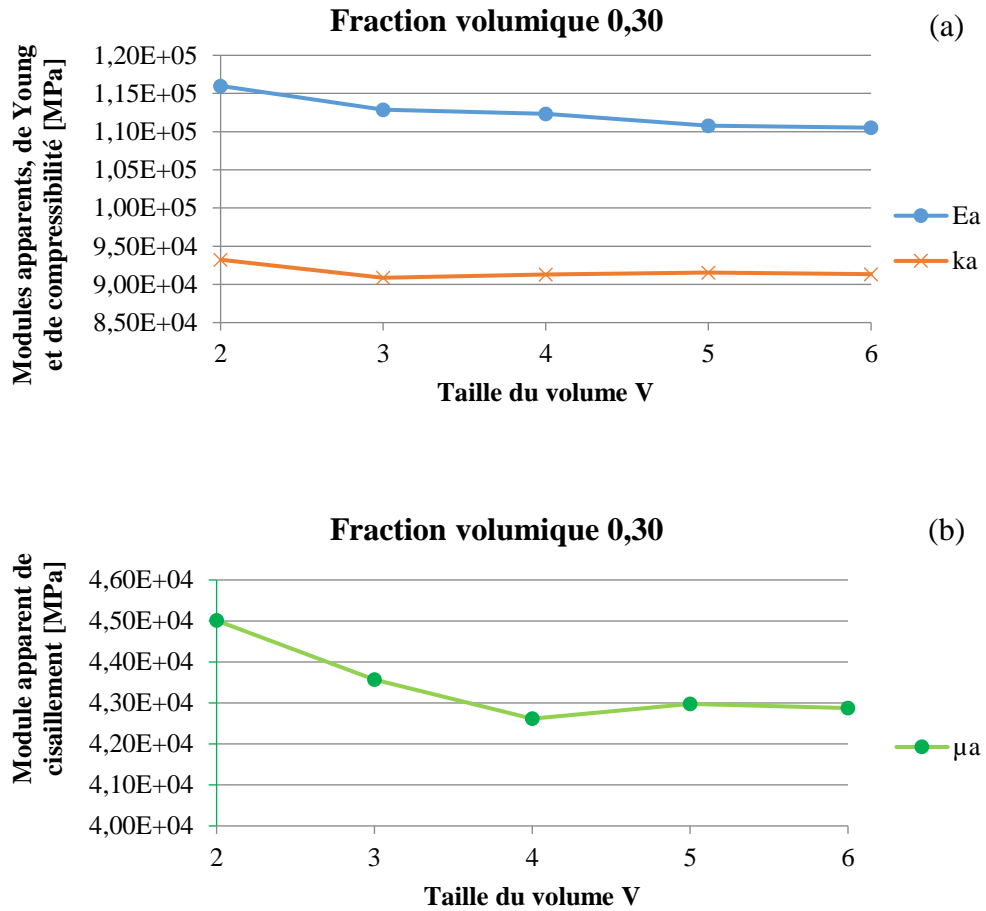 Fraction volumique 0,30
(a)
Modules apparents, de Young
et de compressibilité [MPa]
1,20E+05
1,15E+05
1,10E+05
1,05E+05
1,00E+05
9,50E+04
9,00E+04
8,50E+04
2 3 4 5 6
Taille du volume V
Ea
ka
Fraction volumique 0,30
(b)
Module apparent de
cisaillement [MPa]
4,60E+04
4,50E+04
4,40E+04
4,30E+04
4,20E+04
4,10E+04
4,00E+04
2 3 4 5 6
Taille du volume V
µa